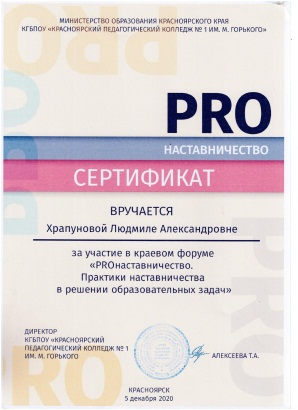 МИНИСТЕРСТВО ОБРАЗОВАНИЯ КРАСНОЯРСКОГО КРАЯ
КГБПОУ «КРАСНОЯРСКИЙ ПЕДАГОГИЧЕСКИЙ КОЛЛЕДЖ № 1 ИМ. М. ГОРЬКОГО»
PRO
НАСТАВНИЧЕСТВО
СЕРТИФИКАТ
ВРУЧАЕТСЯ
Храпуновой Людмиле Александровне
за участие в краевом форуме
«PROнаставничество.
Практики наставничества
в решении образовательных задач»
ДИРЕКТОР
КГБПОУ «КРАСНОЯРСКИЙ
ПЕДАГОГИЧЕСКИЙ КОЛЛЕДЖ № 1
ИМ. М. ГОРЬКОГО
АЛЕКСЕЕВА Т.А.
КРАСНОЯРСК
5 декабря 2020